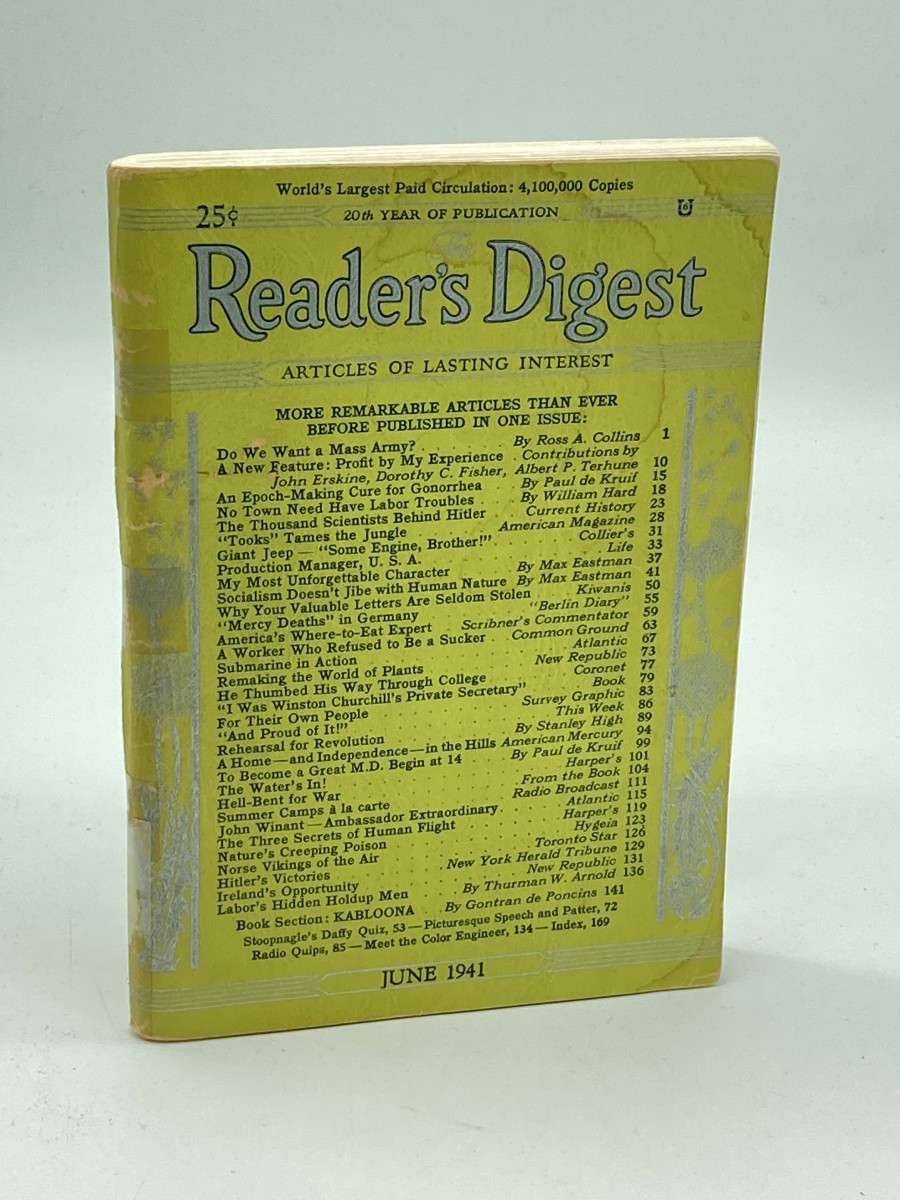 World's Largest Paid Circulation: 4,100,000 Copies
25¢ 20th YEAR OF PUBLICATION
The
Reader's Digest
ARTICLES OF LASTING INTEREST
MORE REMARKABLE ARTICLES THAN EVER
BEFORE PUBLISHED IN ONE ISSUE:
Do We Want a Mass Army? By Ross A. Collins 1
A New Feature: Profit by My Experience Contributions by
John Erskine, Dorothy C. Fisher, Albert P. Terhune 10
An Epoch-Making Cure for Gonorrhea By Paul de Kruif 15
No Town Need Have Labor Troubles By William Hard 18
The Thousand Scientists Behind Hitler Current History 23
"Tooks" Tames the Jungle American Magazine 28
Giant Jeep — "Some Engine, Brother!" Collier's 31
Production Manager, U. S. A. Life 33
My Most Unforgettable Character By Max Eastman 37
Socialism Doesn't Jibe with Human Nature By Max Eastman 41
Why Your Valuable Letters Are Seldom Stolen Kiwanis 50
"Mercy Deaths" in Germany "Berlin Diary" 55
America's Where-to-Eat Expert Scribner's Commentator 59
A Worker Who Refused to Be a Sucker Common Ground 63
Submarine in Action Atlantic 67
Remaking the World of Plants New Republic 73
He Thumbed His Way Through College Coronet 77
"I Was Winston Churchill's Private Secretary" Book 79
For Their Own People Survey Graphic 83
"And Proud of It!" This Week 86
Rehearsal for Revolution By Stanley High 89
A Home—and Independence—in the Hills American Mercury 94
To Become a Great M.D. Begin at 14 By Paul de Kruif 99
The Water's In! Harper's 101
Hell-Bent for War From the Book 104
Summer Camps à la carte Radio Broadcast 111
John Winant—Ambassador Extraordinary Atlantic 115
The Three Secrets of Human Flight Harper's 119
Nature's Creeping Poison Hygeia 123
Norse Vikings of the Air Toronto Star 126
Hitler's Victories New York Herald Tribune 129
Ireland's Opportunity New Republic 131
Labor's Hidden Holdup Men By Thurman W. Arnold 136
Book Section: KABLOONA By Gontran de Poncins 141
Stoopnagle's Daffy Quiz, 53—Picturesque Speech and Patter, 72
Radio Quips, 85—Meet the Color Engineer, 134—Index, 169
JUNE 1941